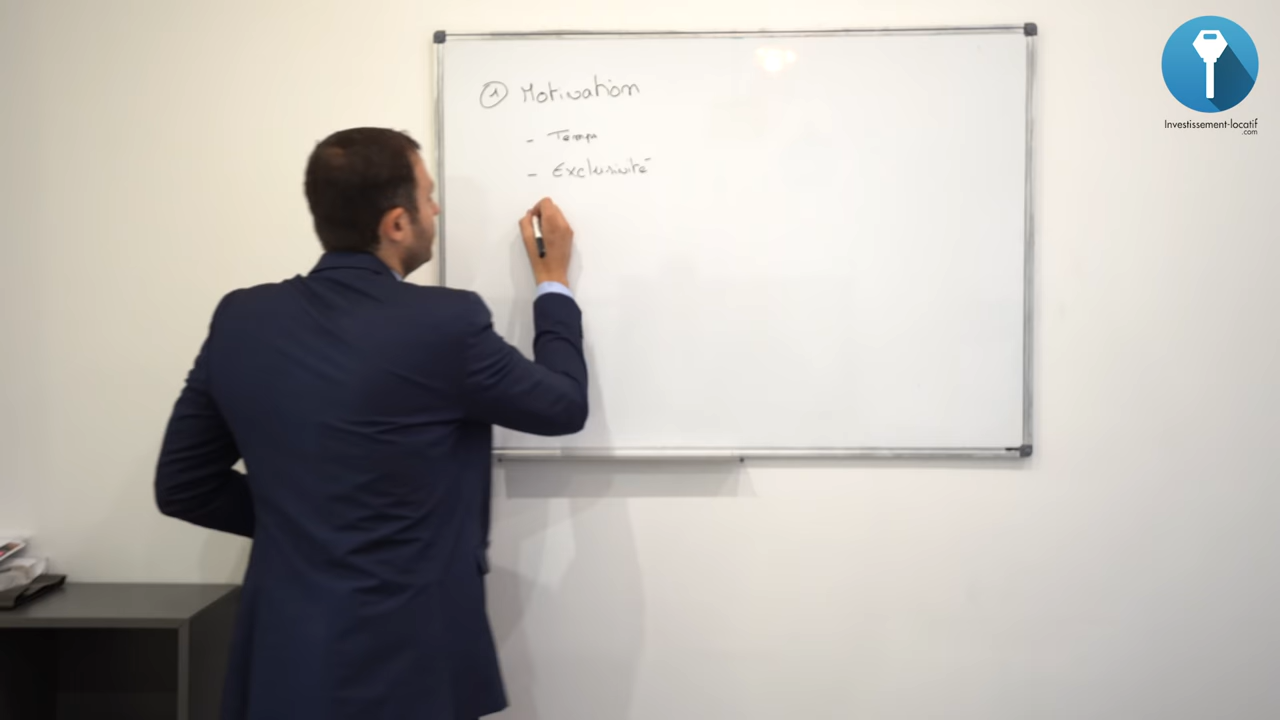 ① Motivation
- Temps
- Exclusivité
Investissement-locatif
.com